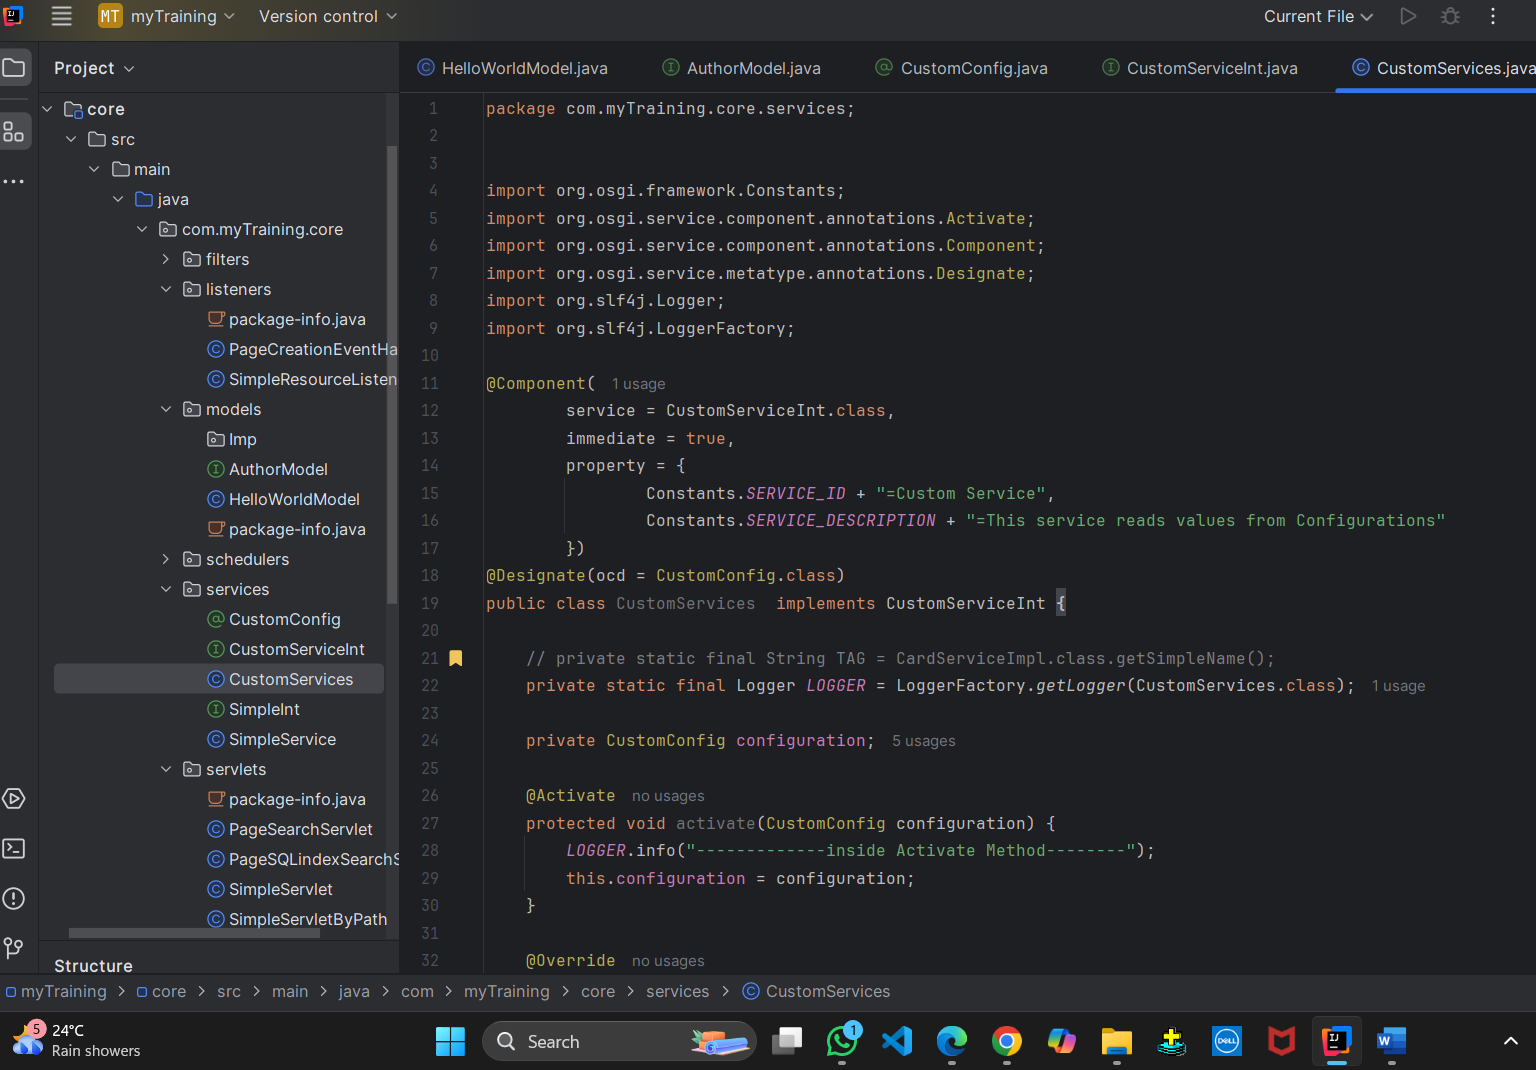 MT myTraining Version control Current File
Project
HelloWorldModel.java AuthorModel.java CustomConfig.java CustomServiceInt.java CustomServices.java
core
src
main
java
com.myTraining.core
filters
listeners
package-info.java
PageCreationEventHa
SimpleResourceListen
models
Imp
AuthorModel
HelloWorldModel
package-info.java
schedulers
services
CustomConfig
CustomServiceInt
CustomServices
SimpleInt
SimpleService
servlets
package-info.java
PageSearchServlet
PageSQLindexSearchS
SimpleServlet
SimpleServletByPath
Structure
1 package com.myTraining.core.services;
2
3
4 import org.osgi.framework.Constants;
5 import org.osgi.service.component.annotations.Activate;
6 import org.osgi.service.component.annotations.Component;
7 import org.osgi.service.metatype.annotations.Designate;
8 import org.slf4j.Logger;
9 import org.slf4j.LoggerFactory;
10
11 @Component( 1 usage
12 service = CustomServiceInt.class,
13 immediate = true,
14 property = {
15 Constants.SERVICE_ID + "=Custom Service",
16 Constants.SERVICE_DESCRIPTION + "=This service reads values from Configurations"
17 })
18 @Designate(ocd = CustomConfig.class)
19 public class CustomServices  implements CustomServiceInt {
20
21 // private static final String TAG = CardServiceImpl.class.getSimpleName();
22 private static final Logger LOGGER = LoggerFactory.getLogger(CustomServices.class); 1 usage
23
24 private CustomConfig configuration; 5 usages
25
26 @Activate no usages
27 protected void activate(CustomConfig configuration) {
28 LOGGER.info("-------------inside Activate Method--------");
29 this.configuration = configuration;
30 }
31
32 @Override no usages
myTraining > core > src > main > java > com > myTraining > core > services > CustomServices
5 24°C
Rain showers
Search
1
DELL
IJ
W